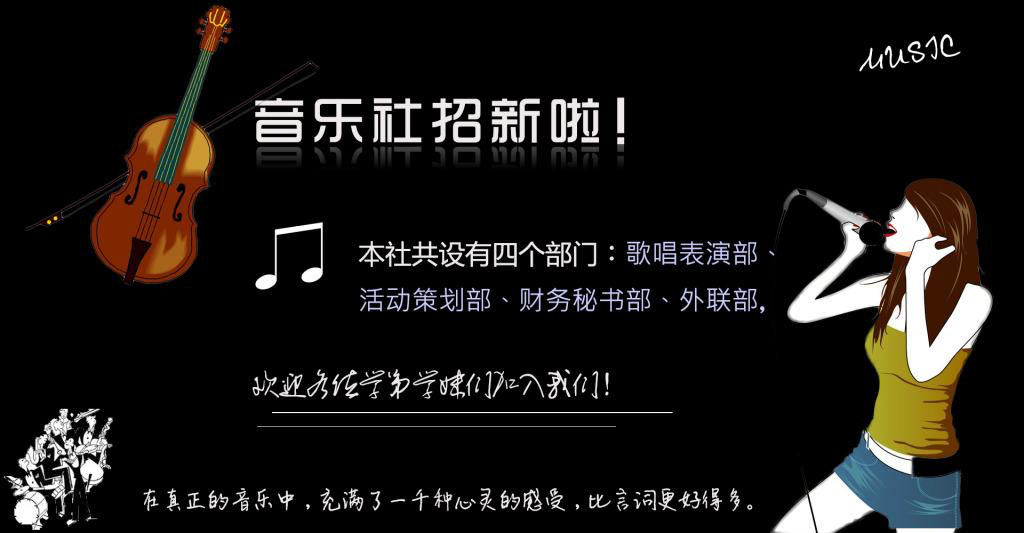 MUSIC
音乐社招新啦！
本社共设有四个部门：歌唱表演部、
活动策划部、财务秘书部、外联部，
欢迎各位学弟学妹们加入我们！
在真正的音乐中，充满了一千种心灵的感受，比言词更好得多。